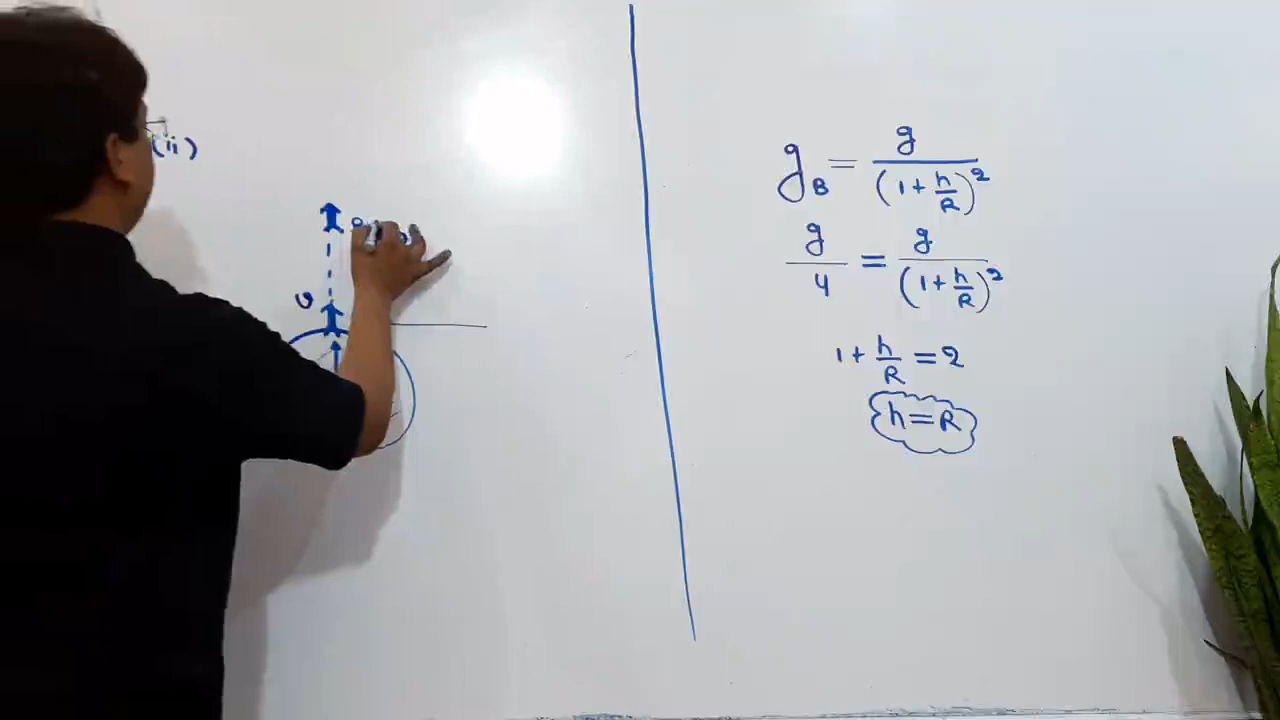 (ii)
v
g_B = g/(1+h/R)^2
g/4 = g/(1+h/R)^2
1+h/R = 2
h=R